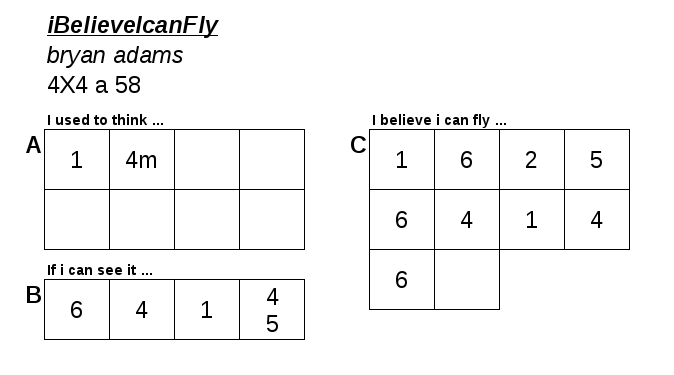 iBelieveIcanFly
bryan adams
4X4 a 58
I used to think ...
A
1 4m
If i can see it ...
B
6 4 1 4
5
I believe i can fly ...
C
1 6 2 5
6 4 1 4
6